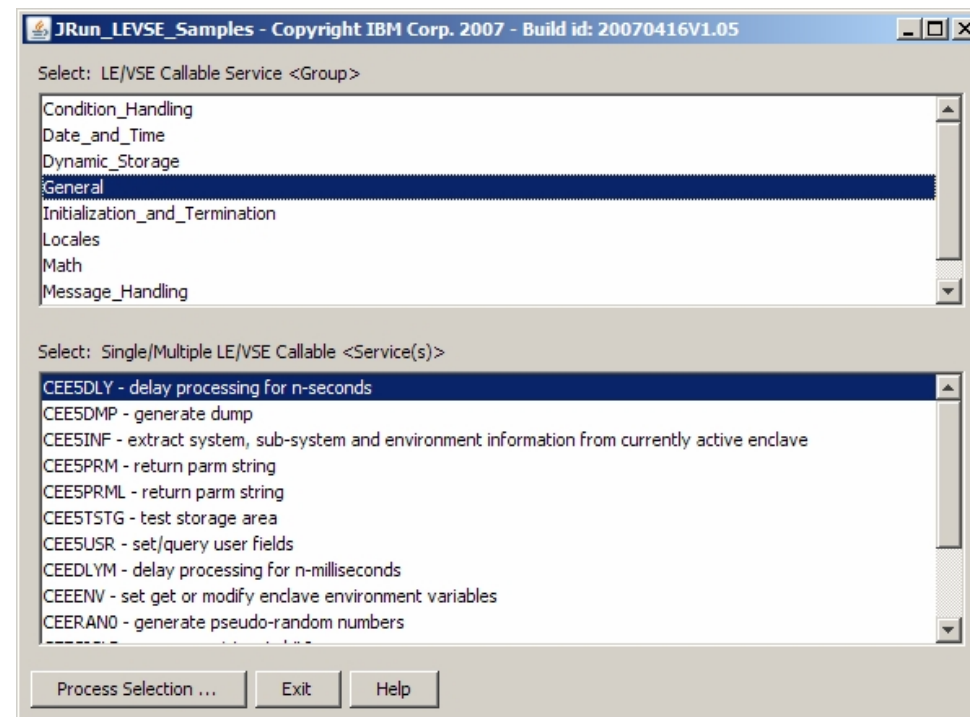 JRun_LEVSE_Samples - Copyright IBM Corp. 2007 - Build id: 20070416V1.05
Select: LE/VSE Callable Service <Group>
Condition_Handling
Date_and_Time
Dynamic_Storage
General
Initialization_and_Termination
Locales
Math
Message_Handling
Select: Single/Multiple LE/VSE Callable <Service(s)>
CEE5DLY - delay processing for n-seconds
CEE5DMP - generate dump
CEE5INF - extract system, sub-system and environment information from currently active enclave
CEE5PRM - return parm string
CEE5PRML - return parm string
CEE5TSTG - test storage area
CEE5USR - set/query user fields
CEEDLYM - delay processing for n-milliseconds
CEEENV - set get or modify enclave environment variables
CEERAN0 - generate pseudo-random numbers
Process Selection ...
Exit
Help